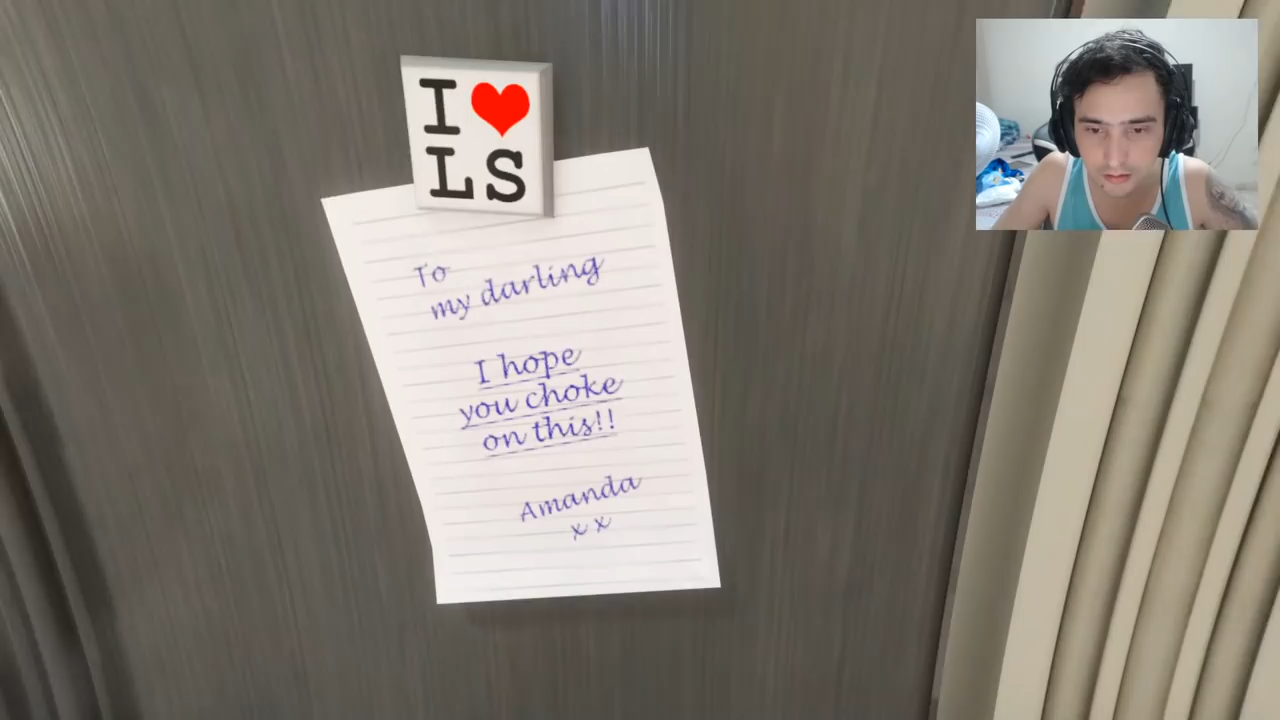 I ❤ LS
To
my darling
I hope
you choke
on this!!
Amanda
x x